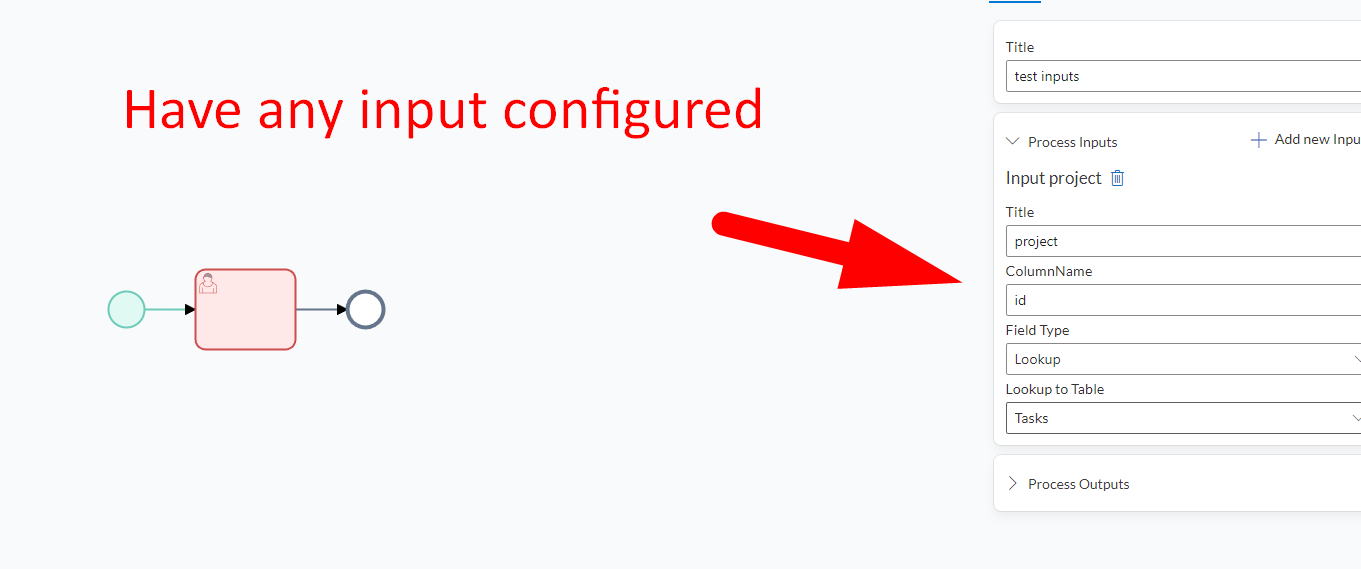 Title
test inputs
Have any input configured
Process Inputs
Add new Inpu
Input project
Title
project
ColumnName
id
Field Type
Lookup
Lookup to Table
Tasks
Process Outputs